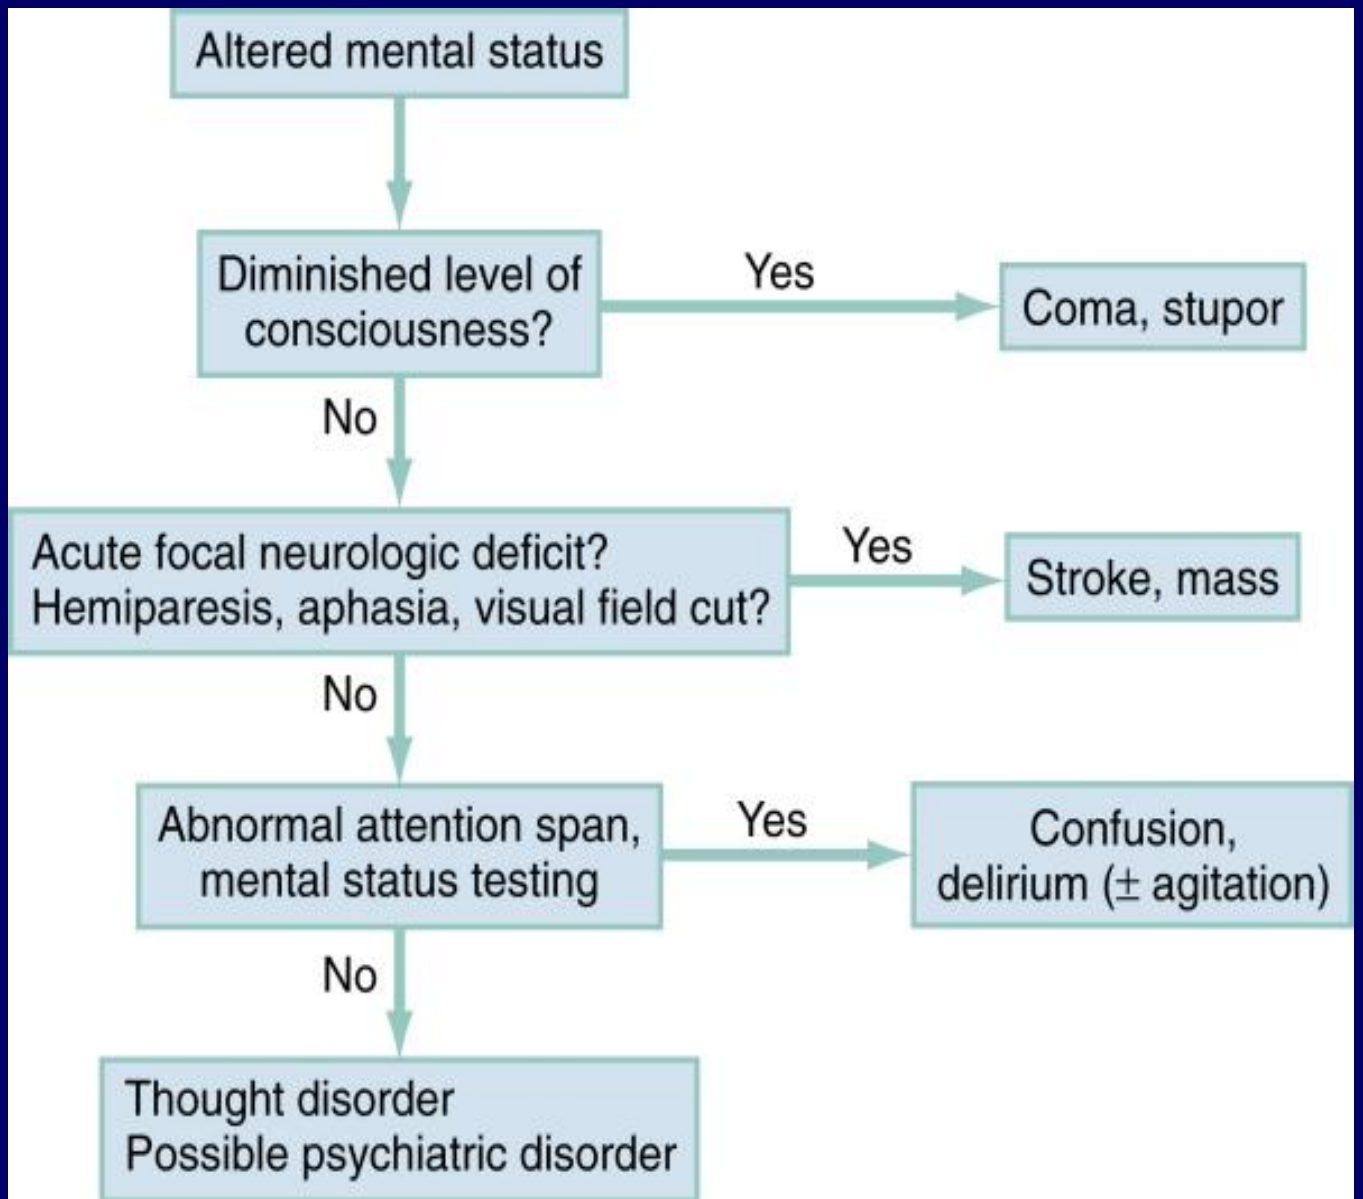 Altered mental status
Diminished level of
consciousness?
Yes
Coma, stupor
No
Acute focal neurologic deficit?
Hemiparesis, aphasia, visual field cut?
Yes
Stroke, mass
No
Abnormal attention span,
mental status testing
Yes
Confusion,
delirium (± agitation)
No
Thought disorder
Possible psychiatric disorder